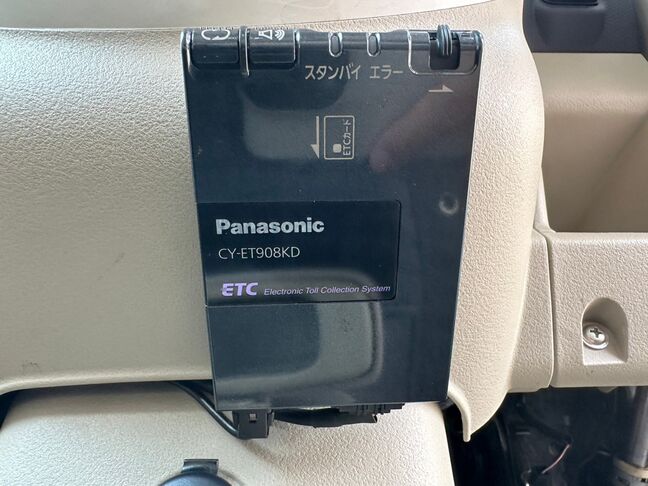 スタンバイ エラー
ETCカード
Panasonic
CY-ET908KD
ETC Electronic Toll Collection System